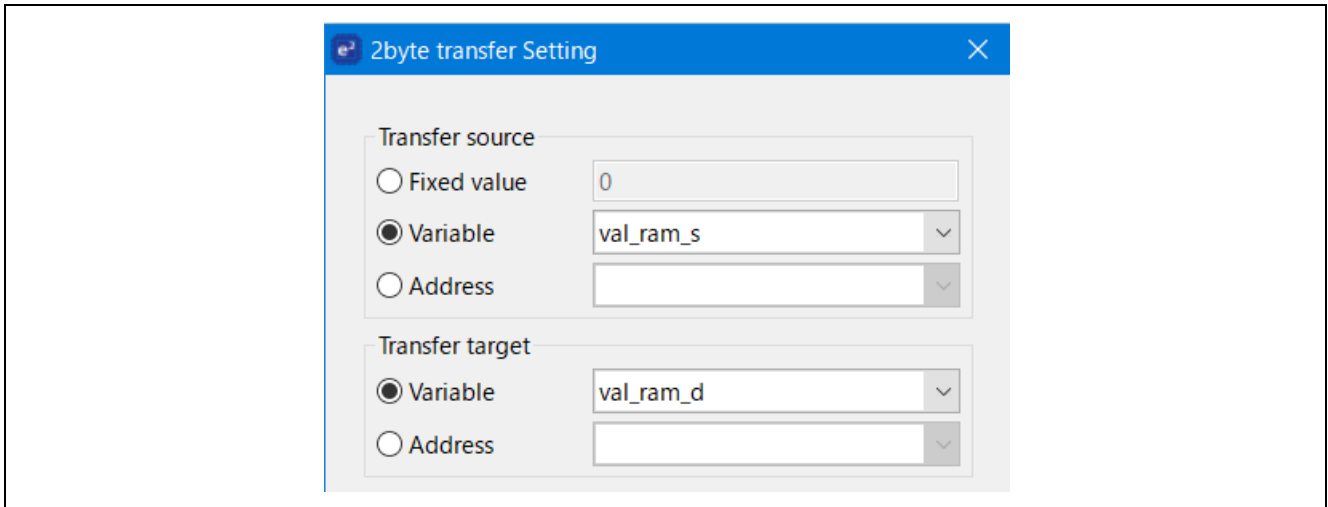 e² 2byte transfer Setting
Transfer source
Fixed value 0
Variable val_ram_s
Address
Transfer target
Variable val_ram_d
Address